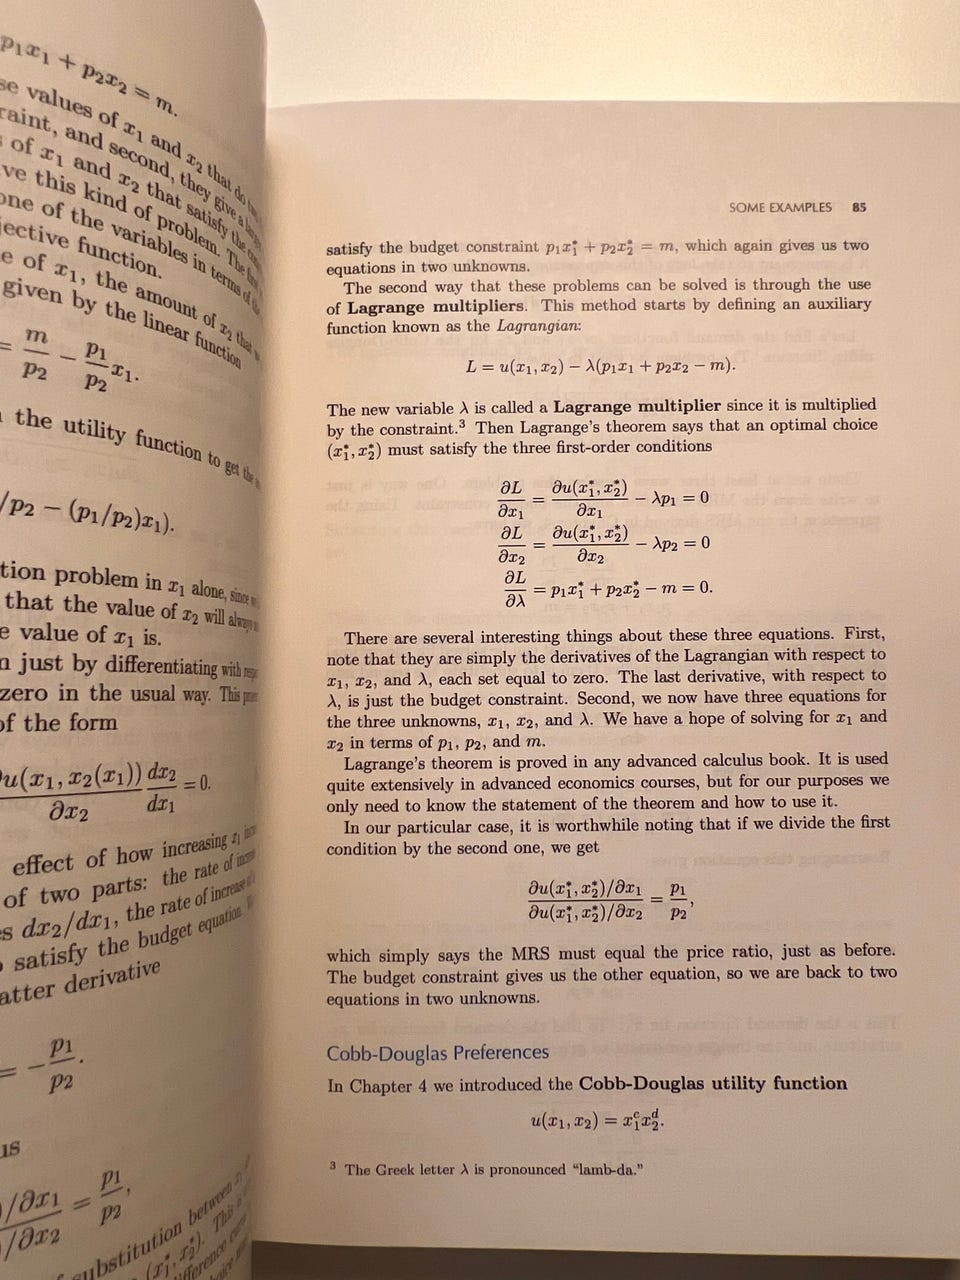 p₁x₁ + p₂x₂ = m.
se values of x₁ and x₂ that do
raint, and second, they give a
of x₁ and x₂ that satisfy the
ve this kind of problem. The
one of the variables in terms of the
jective function.
e of x₁, the amount of x₂ that
given by the linear function
= m/p₂ − p₁/p₂ x₁.
the utility function to get the
/p₂ − (p₁/p₂)x₁).
tion problem in x₁ alone, since
that the value of x₂ will always
e value of x₁ is.
n just by differentiating with
zero in the usual way. This
of the form
∂u(x₁, x₂(x₁))/∂x₂ dx₂/dx₁ = 0.
effect of how increasing x₁
of two parts: the rate of
es dx₂/dx₁, the rate of increase
satisfy the budget equation.
atter derivative
= − p₁/p₂.
us
)/∂x₁ / )/∂x₂ = p₁/p₂,
substitution between
(x₁*, x₂*). This
SOME EXAMPLES 85
satisfy the budget constraint p₁x₁* + p₂x₂* = m, which again gives us two
equations in two unknowns.
The second way that these problems can be solved is through the use
of Lagrange multipliers. This method starts by defining an auxiliary
function known as the Lagrangian:
L = u(x₁, x₂) − λ(p₁x₁ + p₂x₂ − m).
The new variable λ is called a Lagrange multiplier since it is multiplied
by the constraint.³ Then Lagrange's theorem says that an optimal choice
(x₁*, x₂*) must satisfy the three first-order conditions
∂L/∂x₁ = ∂u(x₁*, x₂*)/∂x₁ − λp₁ = 0
∂L/∂x₂ = ∂u(x₁*, x₂*)/∂x₂ − λp₂ = 0
∂L/∂λ = p₁x₁* + p₂x₂* − m = 0.
There are several interesting things about these three equations. First,
note that they are simply the derivatives of the Lagrangian with respect to
x₁, x₂, and λ, each set equal to zero. The last derivative, with respect to
λ, is just the budget constraint. Second, we now have three equations for
the three unknowns, x₁, x₂, and λ. We have a hope of solving for x₁ and
x₂ in terms of p₁, p₂, and m.
Lagrange's theorem is proved in any advanced calculus book. It is used
quite extensively in advanced economics courses, but for our purposes we
only need to know the statement of the theorem and how to use it.
In our particular case, it is worthwhile noting that if we divide the first
condition by the second one, we get
∂u(x₁*, x₂*)/∂x₁ / ∂u(x₁*, x₂*)/∂x₂ = p₁/p₂,
which simply says the MRS must equal the price ratio, just as before.
The budget constraint gives us the other equation, so we are back to two
equations in two unknowns.
Cobb-Douglas Preferences
In Chapter 4 we introduced the Cobb-Douglas utility function
u(x₁, x₂) = x₁ᶜx₂ᵈ.
³ The Greek letter λ is pronounced "lamb-da."